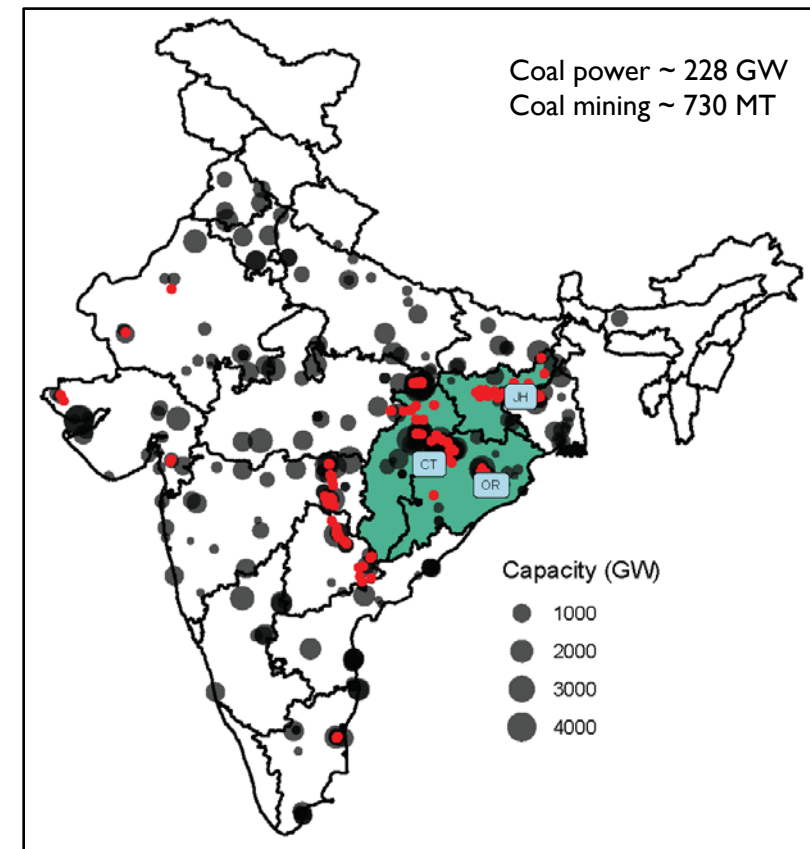 Coal power ~ 228 GW
Coal mining ~ 730 MT
JH
CT
OR
Capacity (GW)
1000
2000
3000
4000